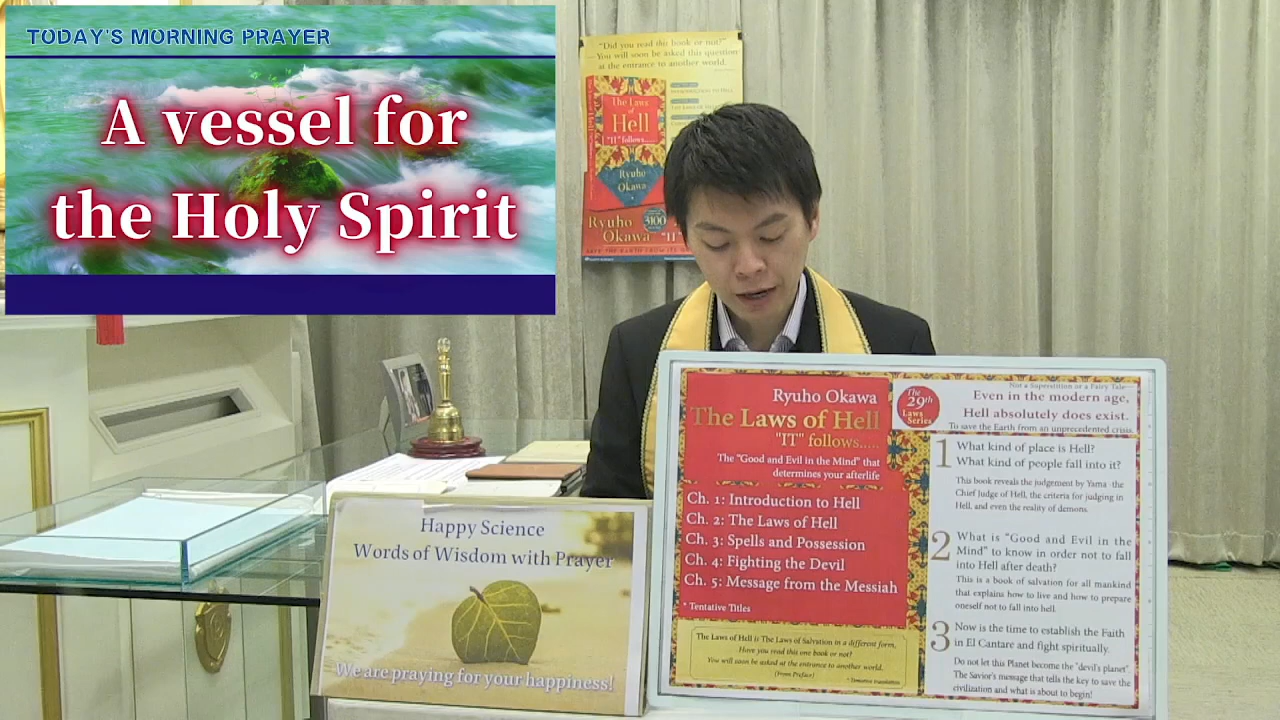 TODAY'S MORNING PRAYER
A vessel for
the Holy Spirit
"Did you read this book or not?"
You will soon be asked this question
at the entrance to another world.
The Laws
of
Hell
"IT" follows.....
Ryuho
Okawa
Ryuho
Okawa
3100
"IT"
Ryuho Okawa
The Laws of Hell
"IT" follows.....
The "Good and Evil in the Mind" that
determines your afterlife
Ch. 1: Introduction to Hell
Ch. 2: The Laws of Hell
Ch. 3: Spells and Possession
Ch. 4: Fighting the Devil
Ch. 5: Message from the Messiah
* Tentative Titles
The Laws of Hell is The Laws of Salvation in a different form.
Have you read this one book or not?
You will soon be asked at the entrance to another world.
(From Preface)
* Tentative translation
The
29th
Laws
Series
Not a Superstition or a Fairy Tale
Even in the modern age,
Hell absolutely does exist.
To save the Earth from an unprecedented crisis.
1 What kind of place is Hell?
What kind of people fall into it?
This book reveals the judgement by Yama - the
Chief Judge of Hell, the criteria for judging in
Hell, and even the reality of demons.
2 What is "Good and Evil in the
Mind" to know in order not to fall
into Hell after death?
This is a book of salvation for all mankind
that explains how to live and how to prepare
oneself not to fall into hell.
3 Now is the time to establish the Faith
in El Cantare and fight spiritually.
Do not let this Planet become the "devil's planet".
The Savior's message that tells the key to save the
civilization and what is about to begin!
Happy Science
Words of Wisdom with Prayer
We are praying for your happiness!